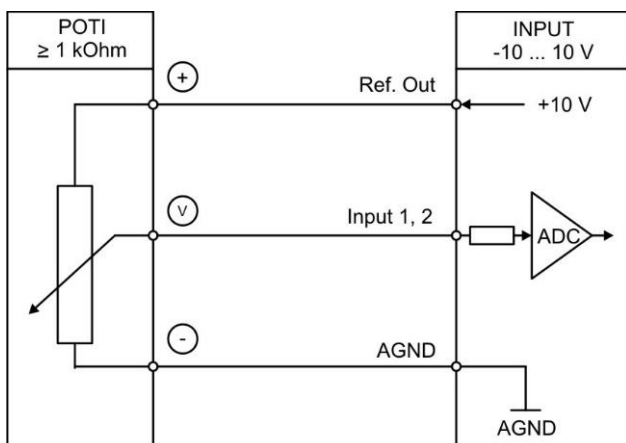 POTI
≥ 1 kOhm
INPUT
-10 ... 10 V
+
Ref. Out
+10 V
V
Input 1, 2
ADC
-
AGND
AGND